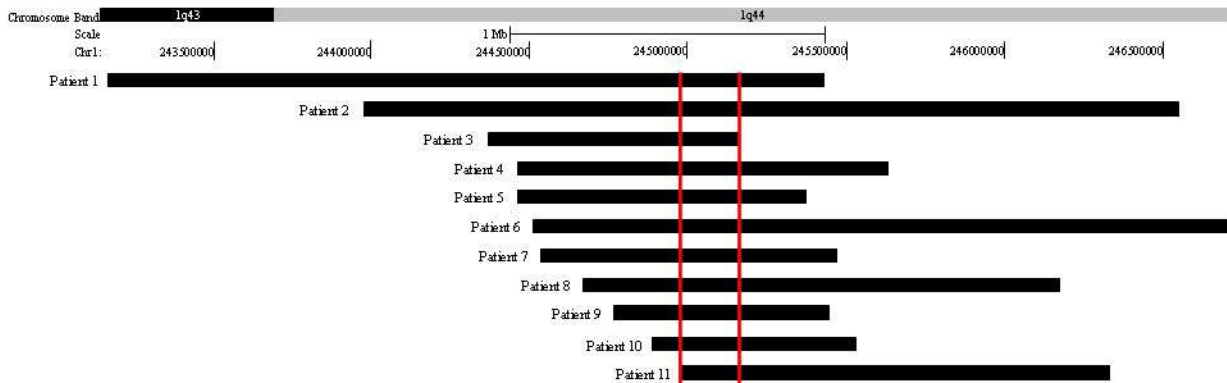 Chromosome Band 1q43 1q44
Scale 1 Mb
Chr1: 243500000 244000000 244500000 245000000 245500000 246000000 246500000
Patient 1
Patient 2
Patient 3
Patient 4
Patient 5
Patient 6
Patient 7
Patient 8
Patient 9
Patient 10
Patient 11